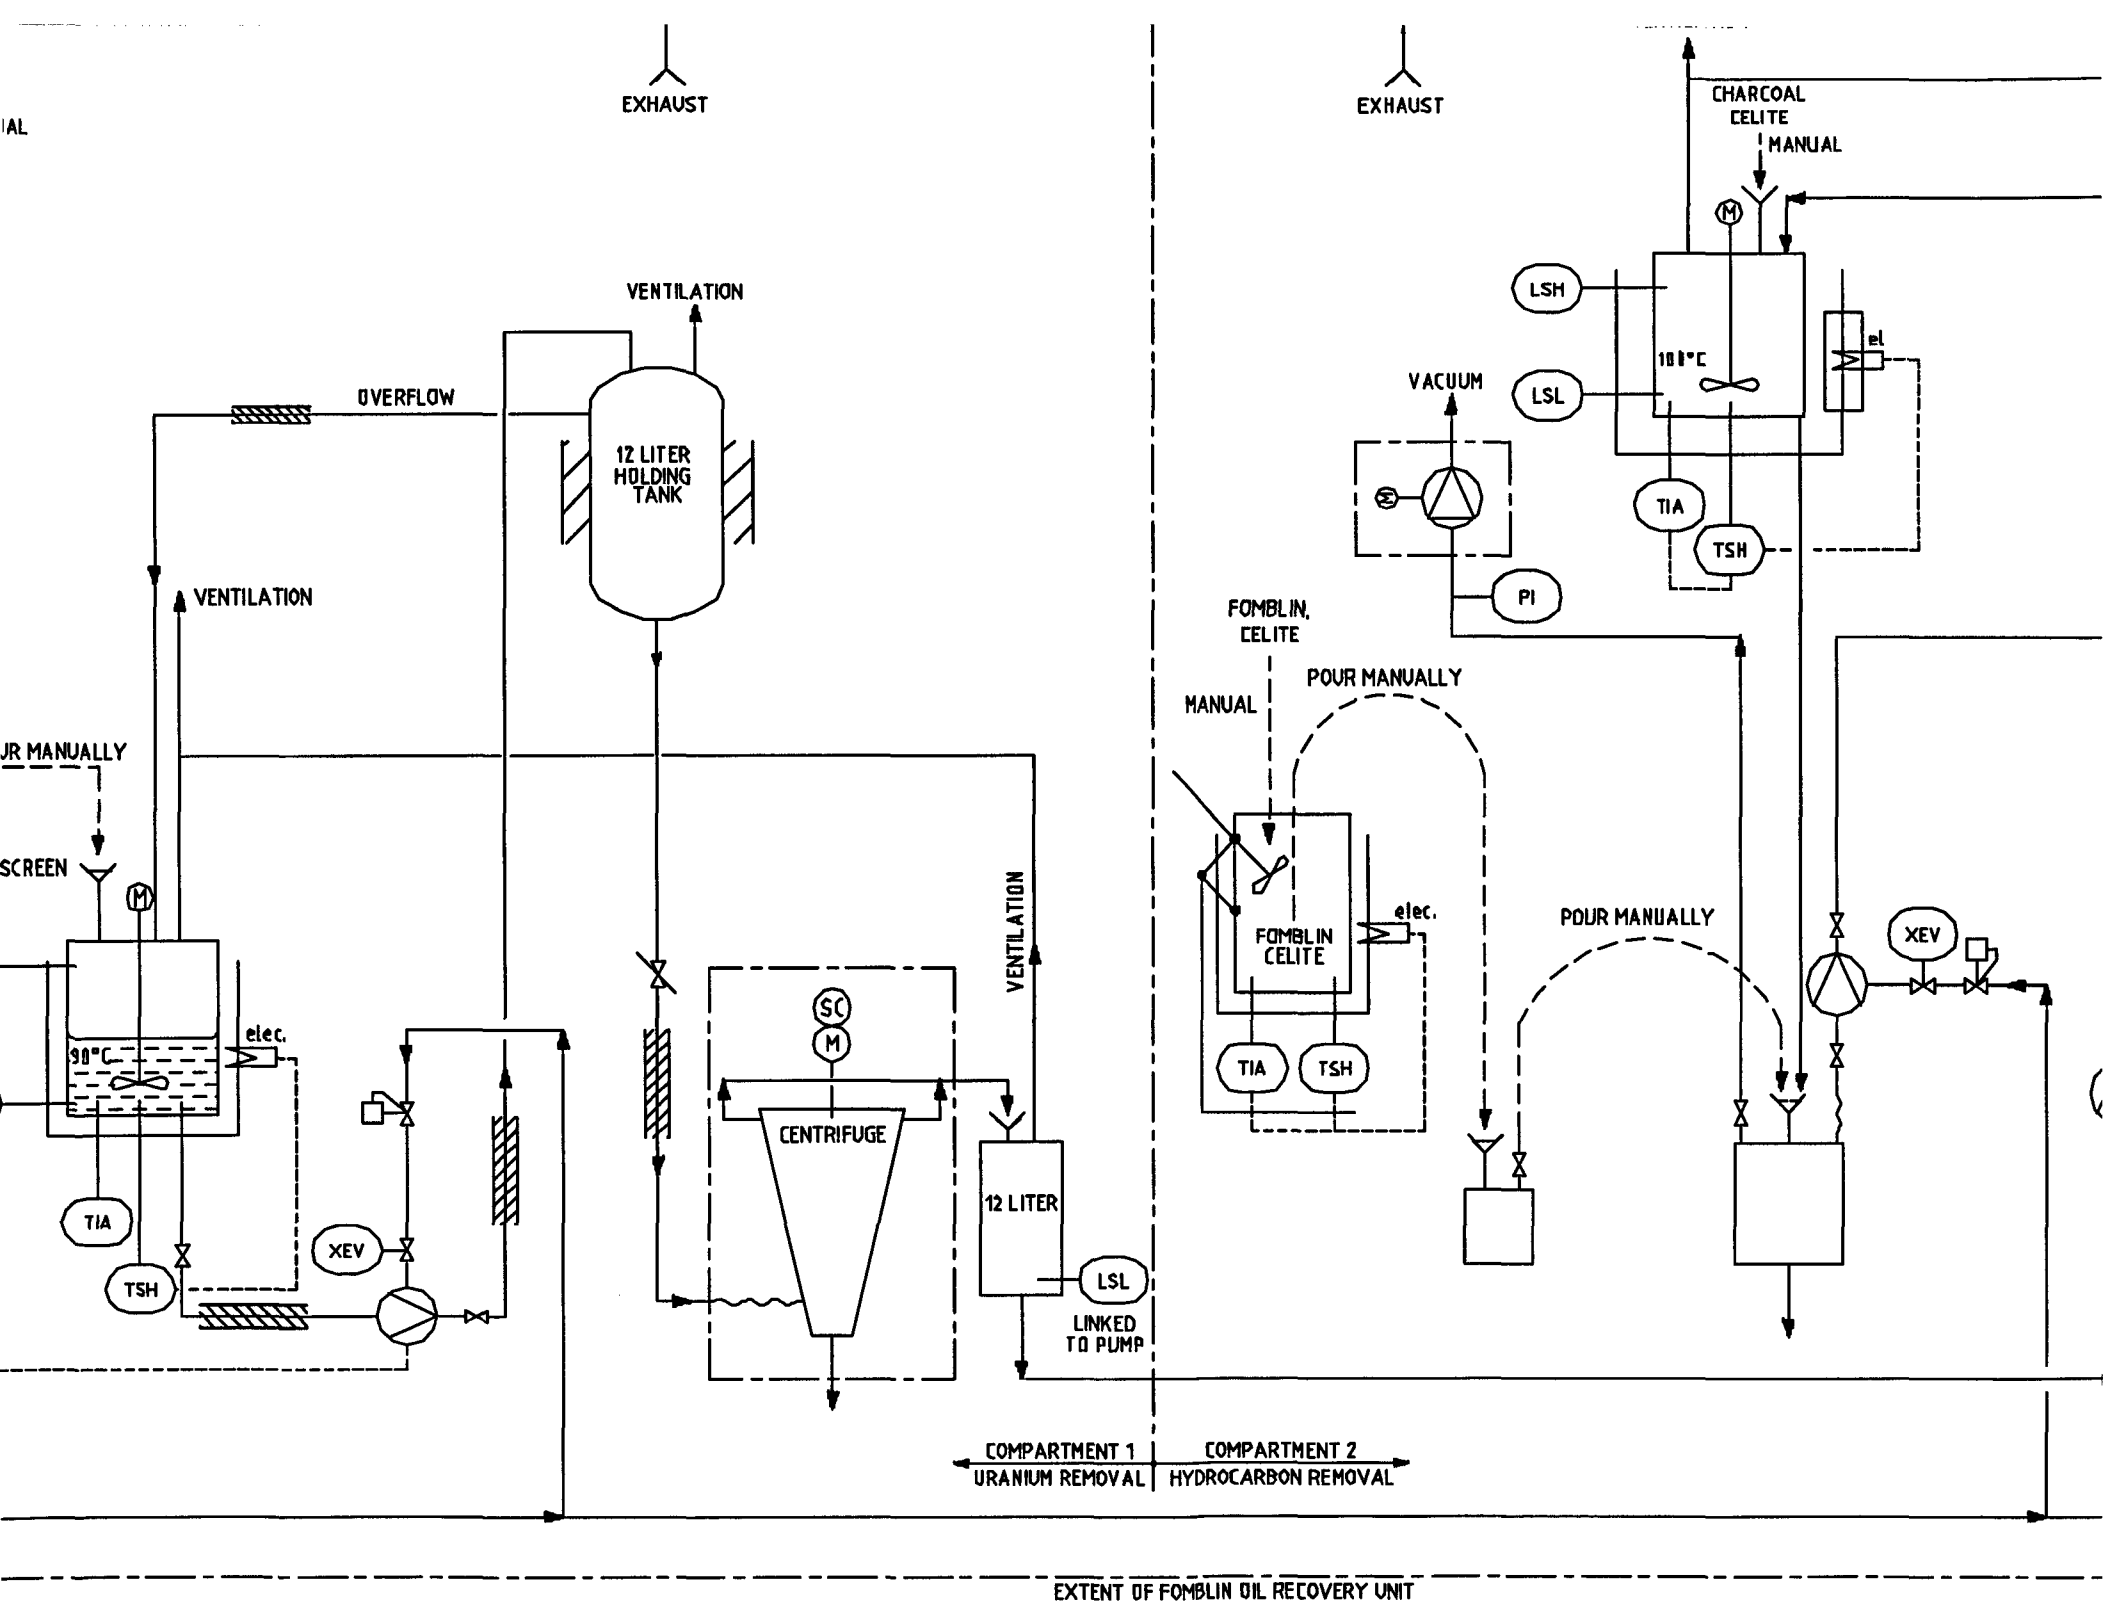 EXHAUST
EXHAUST
CHARCOAL
CELITE
MANUAL
M
VENTILATION
LSH
el
VACUUM
OVERFLOW
LSL
12 LITER
HOLDING
TANK
M
TIA
TSH
VENTILATION
PI
FOMBLIN,
CELITE
POUR MANUALLY
MANUAL
UR MANUALLY
SCREEN
M
VENTILATION
elec.
POUR MANUALLY
FOMBLIN
CELITE
XEV
SC
M
elec.
90°C
TIA
TSH
CENTRIFUGE
12 LITER
TIA
XEV
LSL
TSH
LINKED
TO PUMP
COMPARTMENT 1
COMPARTMENT 2
URANIUM REMOVAL
HYDROCARBON REMOVAL
EXTENT OF FOMBLIN OIL RECOVERY UNIT